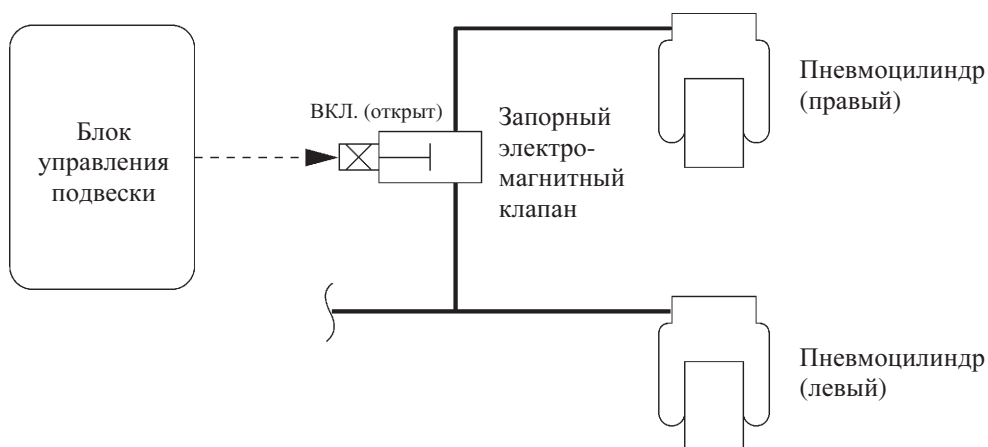 Блок
управления
подвески
ВКЛ. (открыт)
Запорный
электро-
магнитный
клапан
Пневмоцилиндр
(правый)
Пневмоцилиндр
(левый)